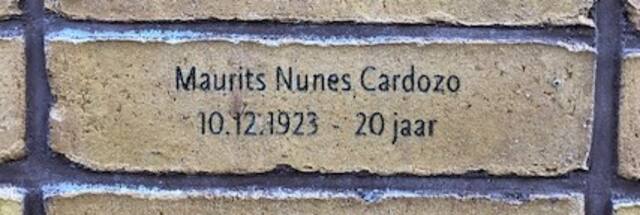 Maurits Nunes Cardozo
10.12.1923 - 20 jaar